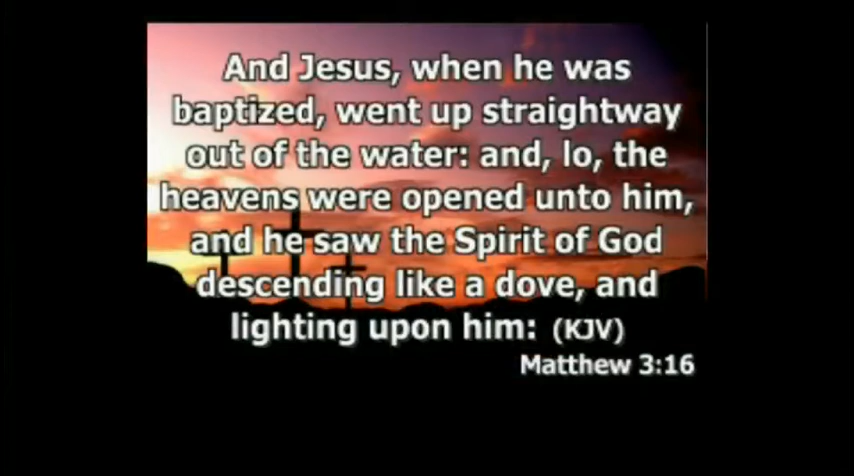 And Jesus, when he was
baptized, went up straightway
out of the water: and, lo, the
heavens were opened unto him,
and he saw the Spirit of God
descending like a dove, and
lighting upon him: (KJV)
Matthew 3:16